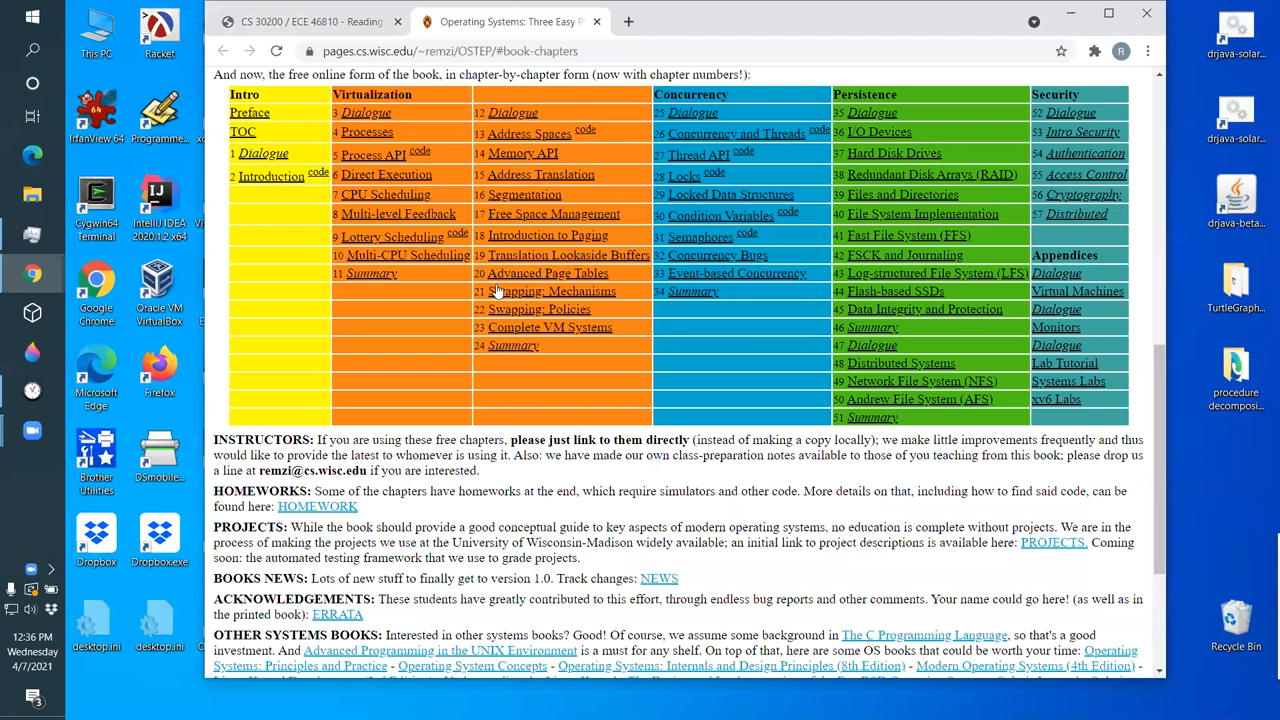 This PC
Racket
IrfanView 64
Programme...
Cygwin64 Terminal
IntelliJ IDEA 2020.1.2 x64
Google Chrome
Oracle VM VirtualBox
Microsoft Edge
Firefox
Brother Utilities
DSmobile...
Dropbox
Dropbox.exe
desktop.ini
desktop.ini
12:36 PM
Wednesday
4/7/2021
3
CS 30200 / ECE 46810 - Reading
Operating Systems: Three Easy P
pages.cs.wisc.edu/~remzi/OSTEP/#book-chapters
R
And now, the free online form of the book, in chapter-by-chapter form (now with chapter numbers!):
Intro Virtualization Concurrency Persistence Security
Preface 3 Dialogue 12 Dialogue 25 Dialogue 35 Dialogue 52 Dialogue
TOC 4 Processes 13 Address Spaces code 26 Concurrency and Threads code 36 I/O Devices 53 Intro Security
1 Dialogue 5 Process API code 14 Memory API 27 Thread API code 37 Hard Disk Drives 54 Authentication
2 Introduction code 6 Direct Execution 15 Address Translation 28 Locks code 38 Redundant Disk Arrays (RAID) 55 Access Control
7 CPU Scheduling 16 Segmentation 29 Locked Data Structures 39 Files and Directories 56 Cryptography
8 Multi-level Feedback 17 Free Space Management 30 Condition Variables code 40 File System Implementation 57 Distributed
9 Lottery Scheduling code 18 Introduction to Paging 31 Semaphores code 41 Fast File System (FFS)
10 Multi-CPU Scheduling 19 Translation Lookaside Buffers 32 Concurrency Bugs 42 FSCK and Journaling Appendices
11 Summary 20 Advanced Page Tables 33 Event-based Concurrency 43 Log-structured File System (LFS) Dialogue
21 Swapping: Mechanisms 34 Summary 44 Flash-based SSDs Virtual Machines
22 Swapping: Policies 45 Data Integrity and Protection Dialogue
23 Complete VM Systems 46 Summary Monitors
24 Summary 47 Dialogue Dialogue
48 Distributed Systems Lab Tutorial
49 Network File System (NFS) Systems Labs
50 Andrew File System (AFS) xv6 Labs
51 Summary
INSTRUCTORS: If you are using these free chapters, please just link to them directly (instead of making a copy locally); we make little improvements frequently and thus
would like to provide the latest to whomever is using it. Also: we have made our own class-preparation notes available to those of you teaching from this book; please drop us
a line at remzi@cs.wisc.edu if you are interested.
HOMEWORKS: Some of the chapters have homeworks at the end, which require simulators and other code. More details on that, including how to find said code, can be
found here: HOMEWORK
PROJECTS: While the book should provide a good conceptual guide to key aspects of modern operating systems, no education is complete without projects. We are in the
process of making the projects we use at the University of Wisconsin-Madison widely available; an initial link to project descriptions is available here: PROJECTS. Coming
soon: the automated testing framework that we use to grade projects.
BOOKS NEWS: Lots of new stuff to finally get to version 1.0. Track changes: NEWS
ACKNOWLEDGEMENTS: These students have greatly contributed to this effort, through endless bug reports and other comments. Your name could go here! (as well as in
the printed book): ERRATA
OTHER SYSTEMS BOOKS: Interested in other systems books? Good! Of course, we assume some background in The C Programming Language, so that's a good
investment. And Advanced Programming in the UNIX Environment is a must for any shelf. On top of that, here are some OS books that could be worth your time: Operating
Systems: Principles and Practice - Operating System Concepts - Operating Systems: Internals and Design Principles (8th Edition) - Modern Operating Systems (4th Edition) -
drjava-solar...
drjava-solar...
drjava-beta...
TurtleGraph...
procedure decomposi...
Recycle Bin